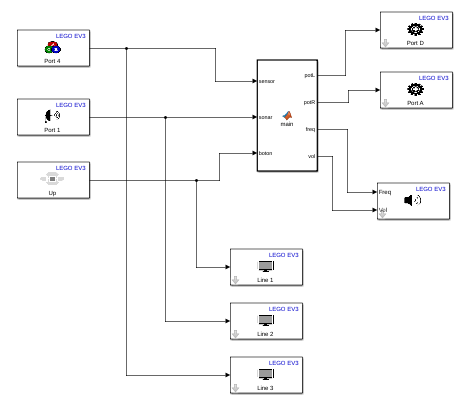 LEGO EV3
Port 4
LEGO EV3
Port 1
LEGO EV3
Up
sensor
sonar
boton
main
potL
potR
freq
vol
LEGO EV3
Port D
LEGO EV3
Port A
LEGO EV3
Freq
Vol
LEGO EV3
Line 1
LEGO EV3
Line 2
LEGO EV3
Line 3